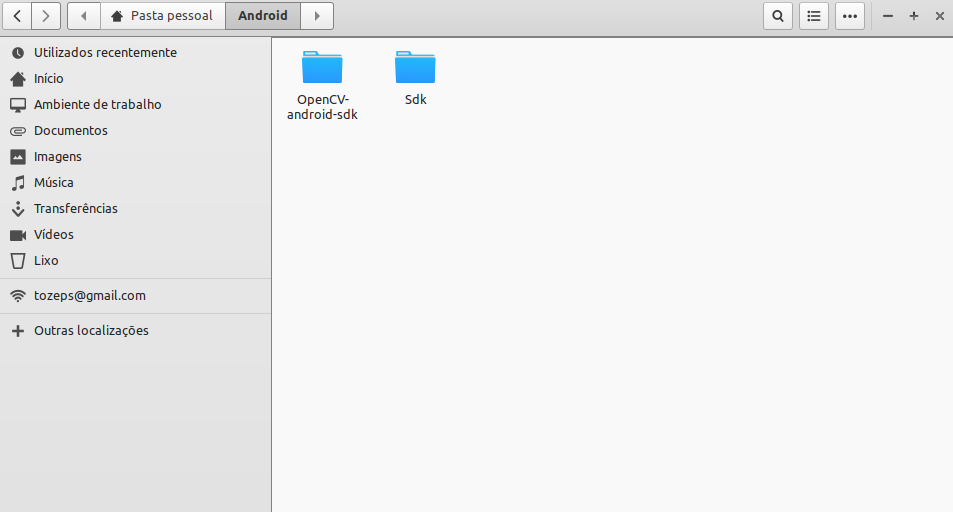 Pasta pessoal
Android
Utilizados recentemente
Início
Ambiente de trabalho
Documentos
Imagens
Música
Transferências
Vídeos
Lixo
tozeps@gmail.com
Outras localizações
OpenCV-
android-sdk
Sdk